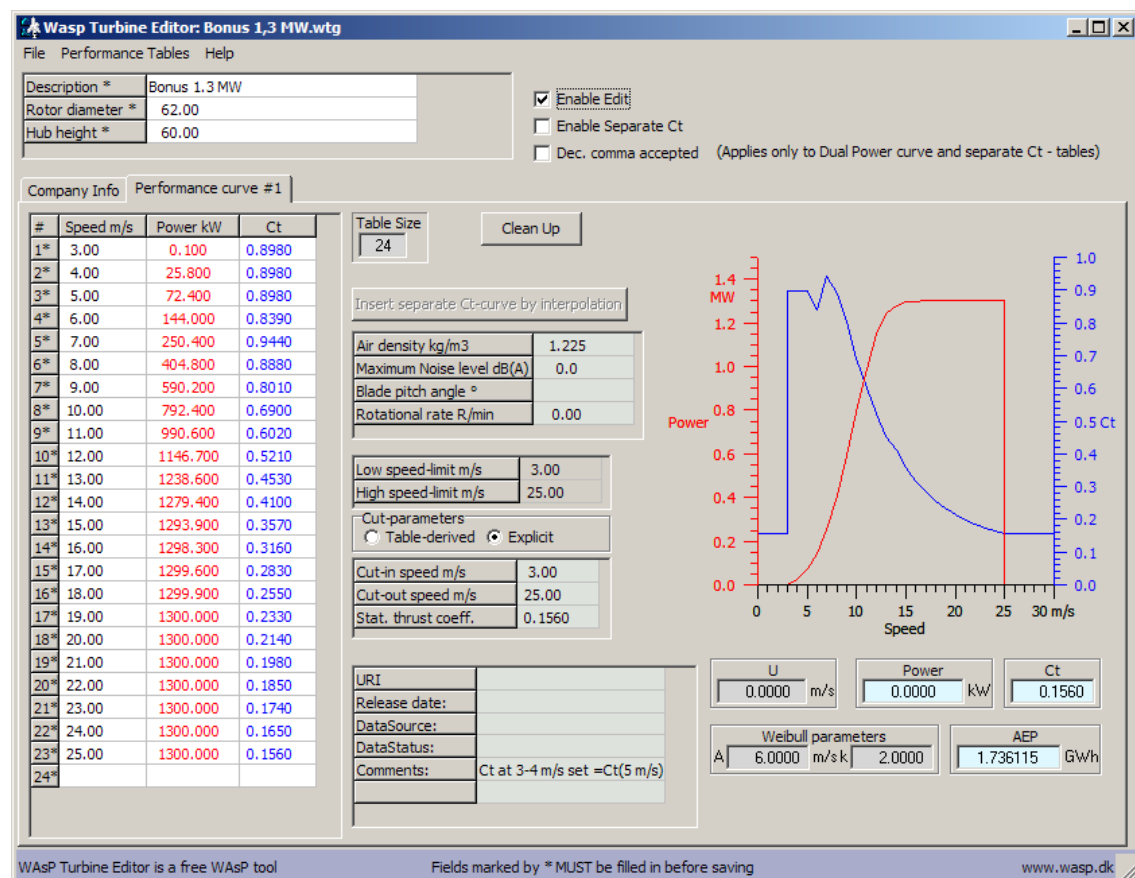 Wasp Turbine Editor: Bonus 1,3 MW.wtg
File Performance Tables Help
Description * Bonus 1.3 MW
Rotor diameter * 62.00
Hub height * 60.00
Enable Edit
Enable Separate Ct
Dec. comma accepted (Applies only to Dual Power curve and separate Ct - tables)
Company Info Performance curve #1
# Speed m/s Power kW Ct
1* 3.00 0.100 0.8980
2* 4.00 25.800 0.8980
3* 5.00 72.400 0.8980
4* 6.00 144.000 0.8390
5* 7.00 250.400 0.9440
6* 8.00 404.800 0.8880
7* 9.00 590.200 0.8010
8* 10.00 792.400 0.6900
9* 11.00 990.600 0.6020
10* 12.00 1146.700 0.5210
11* 13.00 1238.600 0.4530
12* 14.00 1279.400 0.4100
13* 15.00 1293.900 0.3570
14* 16.00 1298.300 0.3160
15* 17.00 1299.600 0.2830
16* 18.00 1299.900 0.2550
17* 19.00 1300.000 0.2330
18* 20.00 1300.000 0.2140
19* 21.00 1300.000 0.1980
20* 22.00 1300.000 0.1850
21* 23.00 1300.000 0.1740
22* 24.00 1300.000 0.1650
23* 25.00 1300.000 0.1560
24*
Table Size
24
Clean Up
Insert separate Ct-curve by interpolation
Air density kg/m3 1.225
Maximum Noise level dB(A) 0.0
Blade pitch angle °
Rotational rate R/min 0.00
Low speed-limit m/s 3.00
High speed-limit m/s 25.00
Cut-parameters
Table-derived Explicit
Cut-in speed m/s 3.00
Cut-out speed m/s 25.00
Stat. thrust coeff. 0.1560
URI
Release date:
DataSource:
DataStatus:
Comments: Ct at 3-4 m/s set =Ct(5 m/s)
1.4
MW
1.2
1.0
Power 0.8
0.6
0.4
0.2
0.0
1.0
0.9
0.8
0.7
0.6
0.5 Ct
0.4
0.3
0.2
0.1
0.0
0 5 10 15 20 25 30 m/s
Speed
U Power Ct
0.0000 m/s 0.0000 kW 0.1560
Weibull parameters AEP
A 6.0000 m/s k 2.0000 1.736115 GWh
WAsP Turbine Editor is a free WAsP tool Fields marked by * MUST be filled in before saving www.wasp.dk